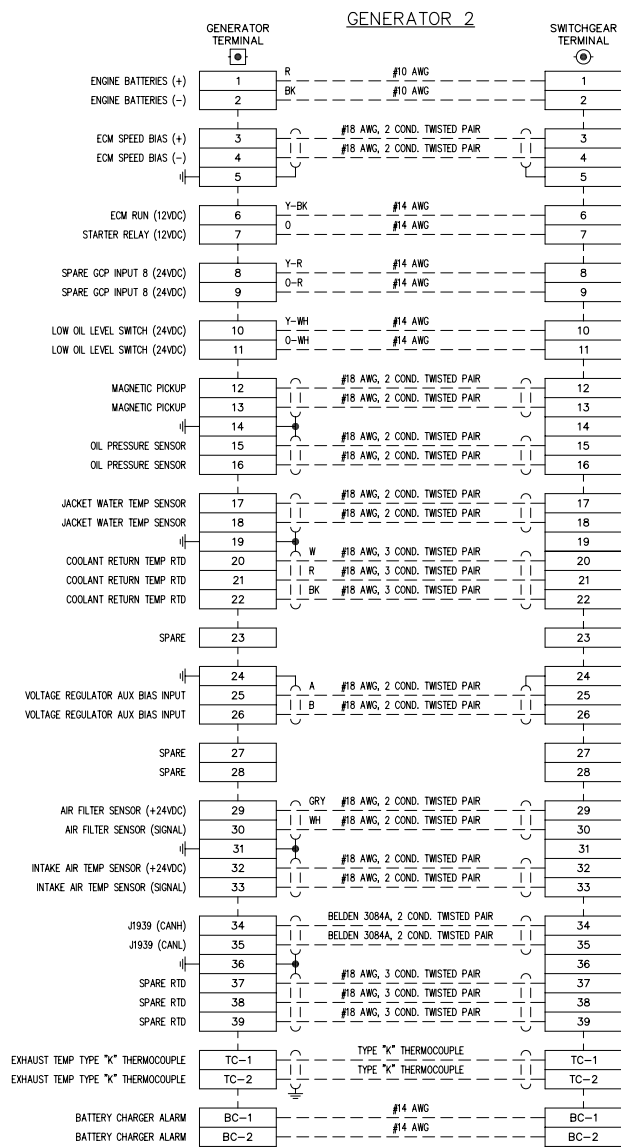 GENERATOR 2
GENERATOR TERMINAL
SWITCHGEAR TERMINAL
ENGINE BATTERIES (+) 1 R #10 AWG 1
ENGINE BATTERIES (-) 2 BK #10 AWG 2
ECM SPEED BIAS (+) 3 #18 AWG, 2 COND. TWISTED PAIR 3
ECM SPEED BIAS (-) 4 #18 AWG, 2 COND. TWISTED PAIR 4
5 5
ECM RUN (12VDC) 6 Y-BK #14 AWG 6
STARTER RELAY (12VDC) 7 O #14 AWG 7
SPARE GCP INPUT 8 (24VDC) 8 Y-R #14 AWG 8
SPARE GCP INPUT 8 (24VDC) 9 O-R #14 AWG 9
LOW OIL LEVEL SWITCH (24VDC) 10 Y-WH #14 AWG 10
LOW OIL LEVEL SWITCH (24VDC) 11 O-WH #14 AWG 11
MAGNETIC PICKUP 12 #18 AWG, 2 COND. TWISTED PAIR 12
MAGNETIC PICKUP 13 #18 AWG, 2 COND. TWISTED PAIR 13
14 14
OIL PRESSURE SENSOR 15 #18 AWG, 2 COND. TWISTED PAIR 15
OIL PRESSURE SENSOR 16 #18 AWG, 2 COND. TWISTED PAIR 16
JACKET WATER TEMP SENSOR 17 #18 AWG, 2 COND. TWISTED PAIR 17
JACKET WATER TEMP SENSOR 18 #18 AWG, 2 COND. TWISTED PAIR 18
19 19
COOLANT RETURN TEMP RTD 20 W #18 AWG, 3 COND. TWISTED PAIR 20
COOLANT RETURN TEMP RTD 21 R #18 AWG, 3 COND. TWISTED PAIR 21
COOLANT RETURN TEMP RTD 22 BK #18 AWG, 3 COND. TWISTED PAIR 22
SPARE 23 23
24 24
VOLTAGE REGULATOR AUX BIAS INPUT 25 A #18 AWG, 2 COND. TWISTED PAIR 25
VOLTAGE REGULATOR AUX BIAS INPUT 26 B #18 AWG, 2 COND. TWISTED PAIR 26
SPARE 27 27
SPARE 28 28
AIR FILTER SENSOR (+24VDC) 29 GRY #18 AWG, 2 COND. TWISTED PAIR 29
AIR FILTER SENSOR (SIGNAL) 30 WH #18 AWG, 2 COND. TWISTED PAIR 30
31 31
INTAKE AIR TEMP SENSOR (+24VDC) 32 #18 AWG, 2 COND. TWISTED PAIR 32
INTAKE AIR TEMP SENSOR (SIGNAL) 33 #18 AWG, 2 COND. TWISTED PAIR 33
J1939 (CANH) 34 BELDEN 3084A, 2 COND. TWISTED PAIR 34
J1939 (CANL) 35 BELDEN 3084A, 2 COND. TWISTED PAIR 35
36 36
SPARE RTD 37 #18 AWG, 3 COND. TWISTED PAIR 37
SPARE RTD 38 #18 AWG, 3 COND. TWISTED PAIR 38
SPARE RTD 39 #18 AWG, 3 COND. TWISTED PAIR 39
EXHAUST TEMP TYPE "K" THERMOCOUPLE TC-1 TYPE "K" THERMOCOUPLE TC-1
EXHAUST TEMP TYPE "K" THERMOCOUPLE TC-2 TYPE "K" THERMOCOUPLE TC-2
BATTERY CHARGER ALARM BC-1 #14 AWG BC-1
BATTERY CHARGER ALARM BC-2 #14 AWG BC-2